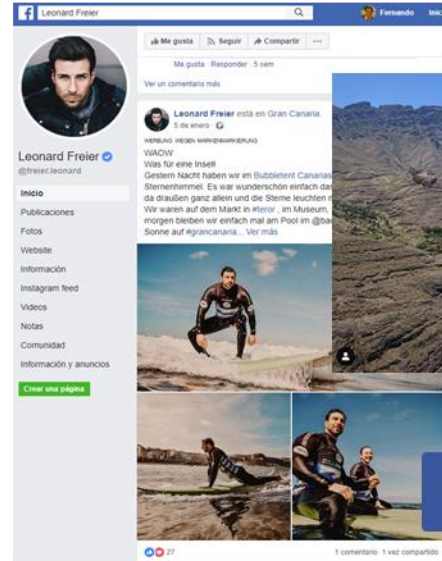 f Leonard Freier
Fernando Inic
Me gusta Seguir Compartir ...
Me gusta · Responder · 5 sem
Ver un comentario más
Leonard Freier está en Gran Canaria
5 de enero ·
WERBUNG WEGEN MARKENMARKIERUNG
WAOW
Was für eine Insel!
Gestern Nacht haben wir im Bubbletent Canarias
Sternenhimmel. Es war wunderschön einfach das
da draußen ganz allein und die Sterne leuchten
Wir waren auf dem Markt in #teror , im Museum,
morgen bleiben wir einfach mal am Pool im
Sonne auf #grancanaria... Ver más
Leonard Freier
@freier.leonard
Inicio
Publicaciones
Fotos
Website
Información
Instagram feed
Videos
Notas
Comunidad
Información y anuncios
Crear una página
27
1 comentario 1 vez compartido